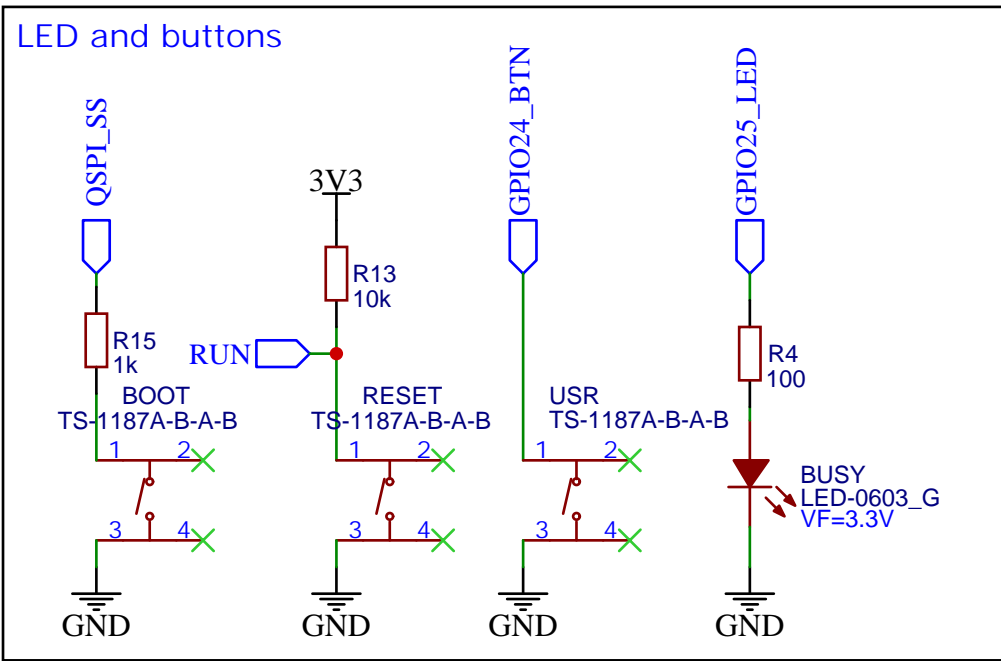 LED and buttons
QSPI_SS
R15
1k
BOOT
TS-1187A-B-A-B
1
2
3
4
GND
3V3
R13
10k
RUN
RESET
TS-1187A-B-A-B
1
2
3
4
GND
GPIO24_BTN
USR
TS-1187A-B-A-B
1
2
3
4
GND
GPIO25_LED
R4
100
BUSY
LED-0603_G
VF=3.3V
GND